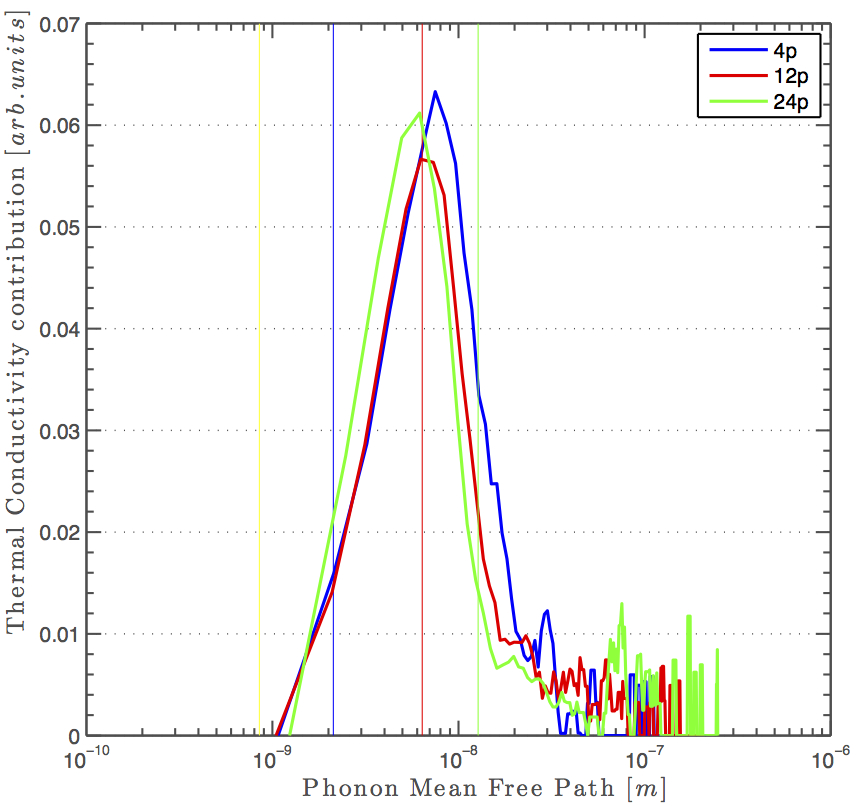 Thermal Conductivity contribution [arb.units]
0.07
0.06
0.05
0.04
0.03
0.02
0.01
0
4p
12p
24p
10⁻¹⁰ 10⁻⁹ 10⁻⁸ 10⁻⁷ 10⁻⁶
Phonon Mean Free Path [m]